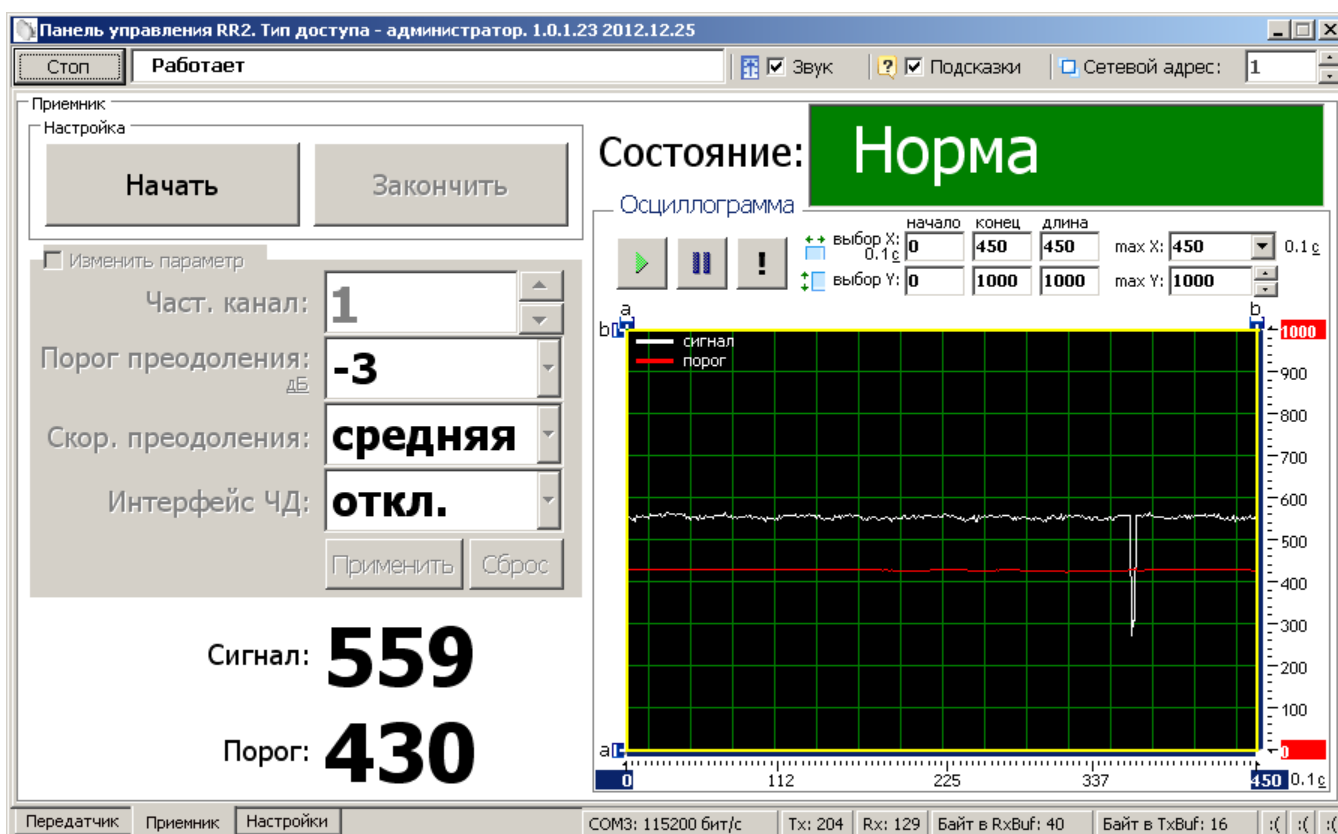 Панель управления RR2. Тип доступа - администратор. 1.0.1.23 2012.12.25
Стоп Работает Звук Подсказки Сетевой адрес: 1
Приемник
Настройка
Начать Закончить
Состояние: Норма
Изменить параметр
Част. канал: 1
Порог преодоления: -3
дБ
Скор. преодоления: средняя
Интерфейс ЧД: откл.
Применить Сброс
Сигнал: 559
Порог: 430
Осциллограмма
начало конец длина
выбор X: 0 450 450 max X: 450 0.1 с
0.1 с
выбор Y: 0 1000 1000 max Y: 1000
a b
b 1000
сигнал
порог
900
800
700
600
500
400
300
200
100
a 0
0 112 225 337 450 0.1 с
Передатчик Приемник Настройки COM3: 115200 бит/с Tx: 204 Rx: 129 Байт в RxBuf: 40 Байт в TxBuf: 16 :( :( :(